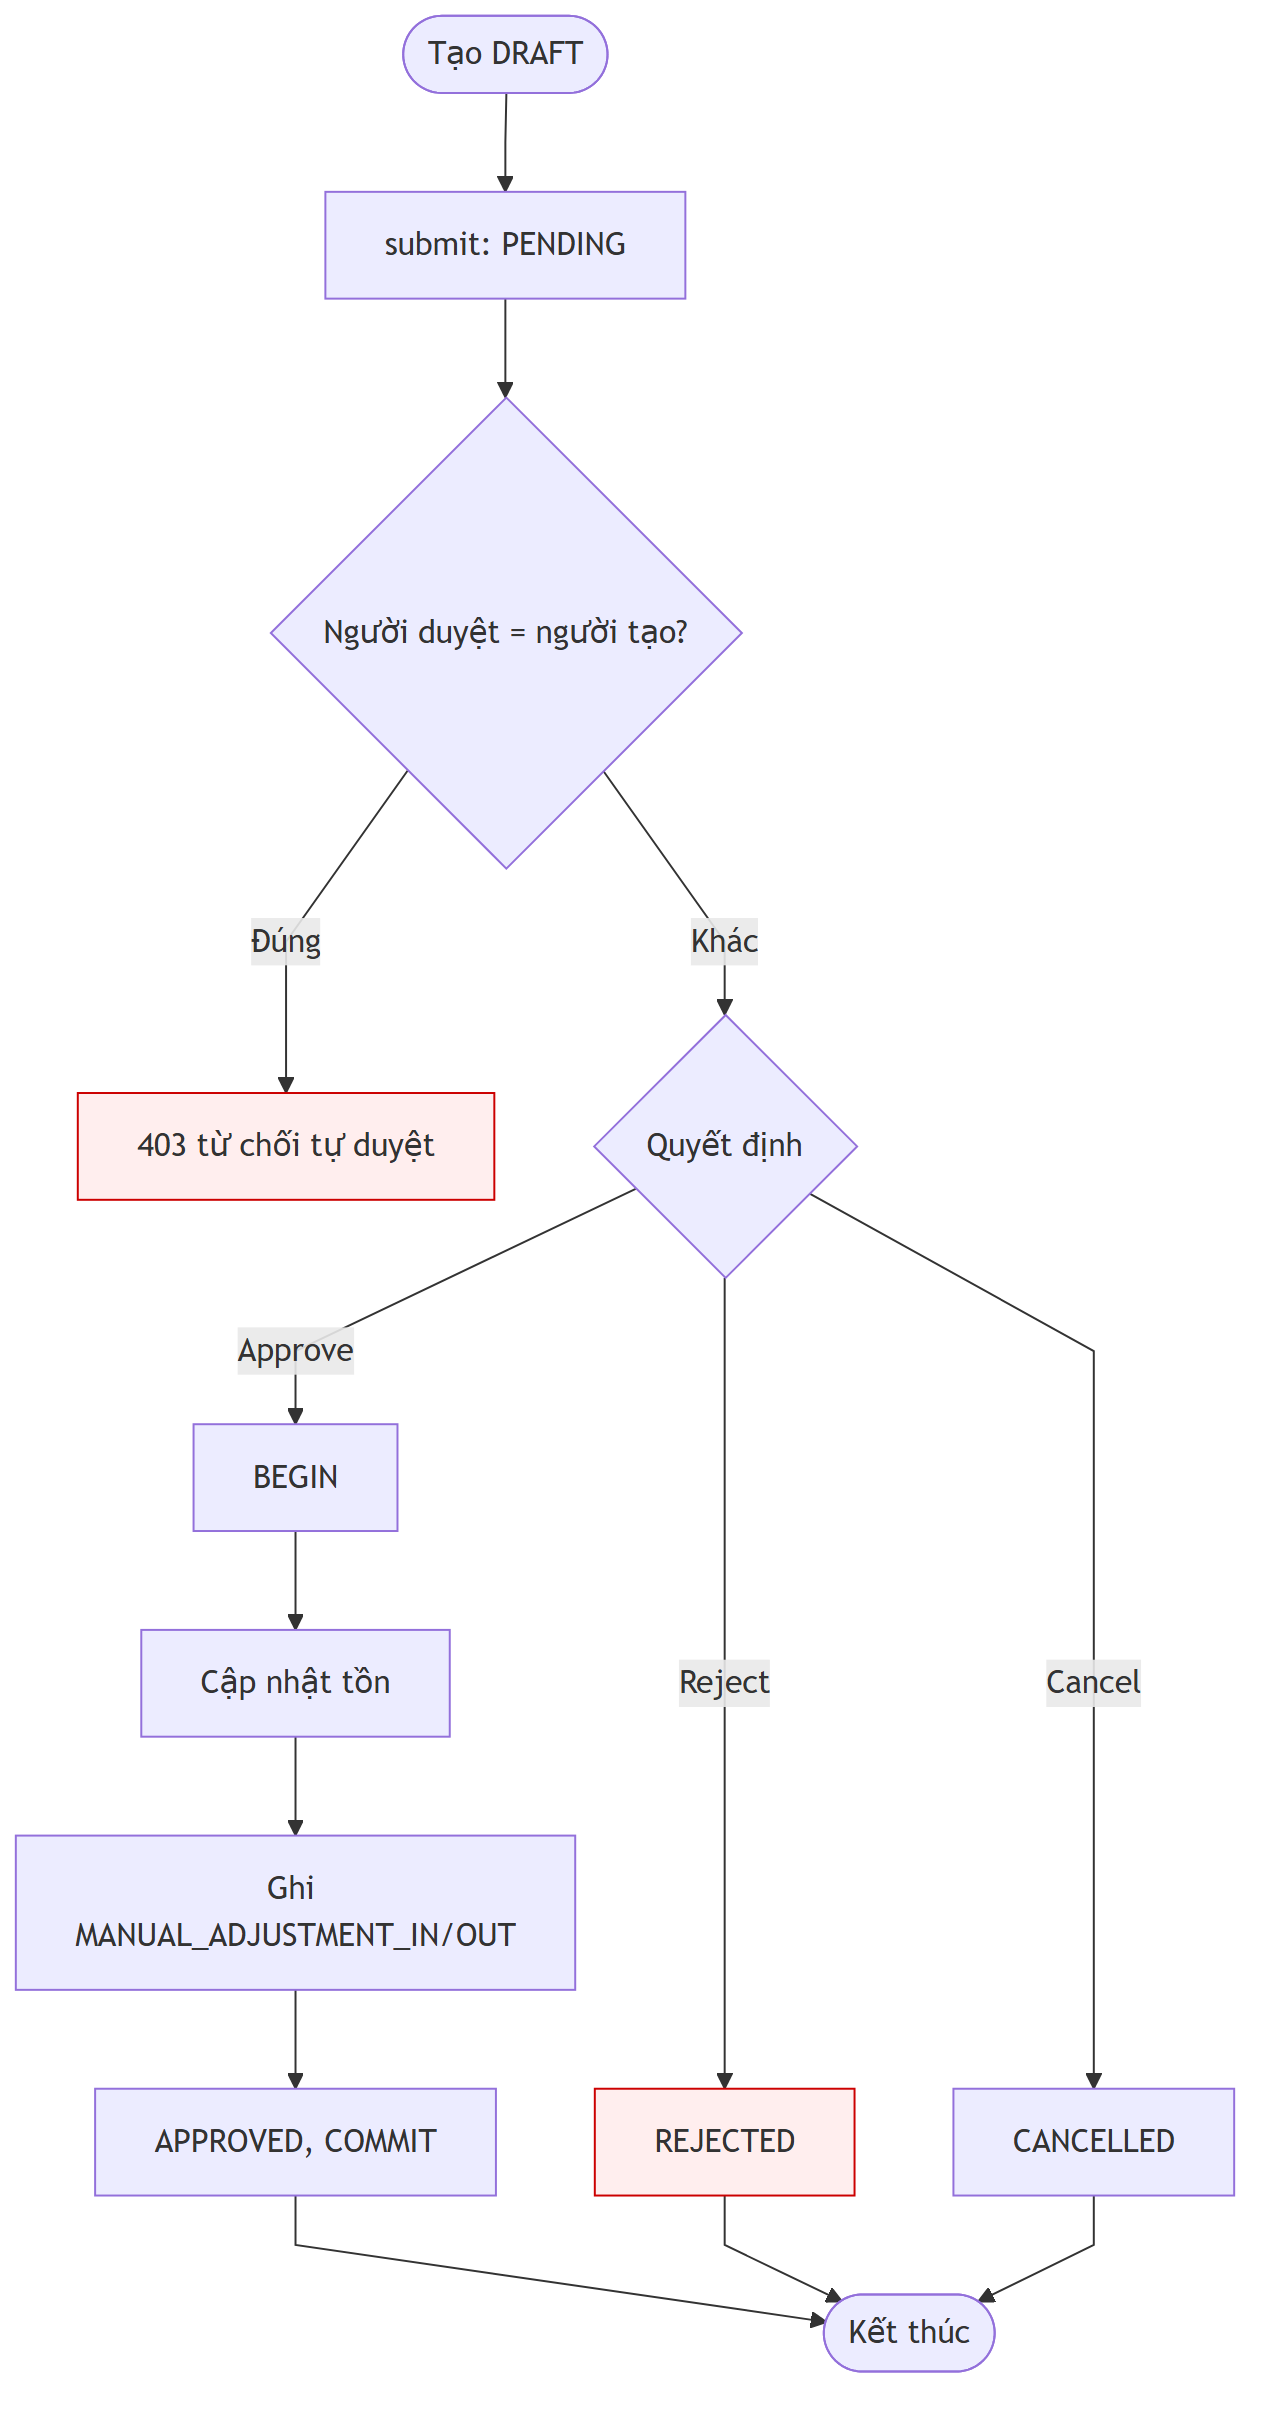 Tạo DRAFT
submit: PENDING
Người duyệt = người tạo?
Đúng
Khác
403 từ chối tự duyệt
Quyết định
Approve
BEGIN
Cập nhật tồn
Reject
Cancel
Ghi
MANUAL_ADJUSTMENT_IN/OUT
APPROVED, COMMIT
REJECTED
CANCELLED
Kết thúc